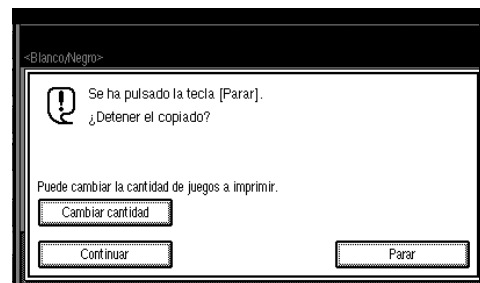 <Blanco/Negro>
Se ha pulsado la tecla [Parar].
¿Detener el copiado?
Puede cambiar la cantidad de juegos a imprimir.
Cambiar cantidad
Continuar
Parar